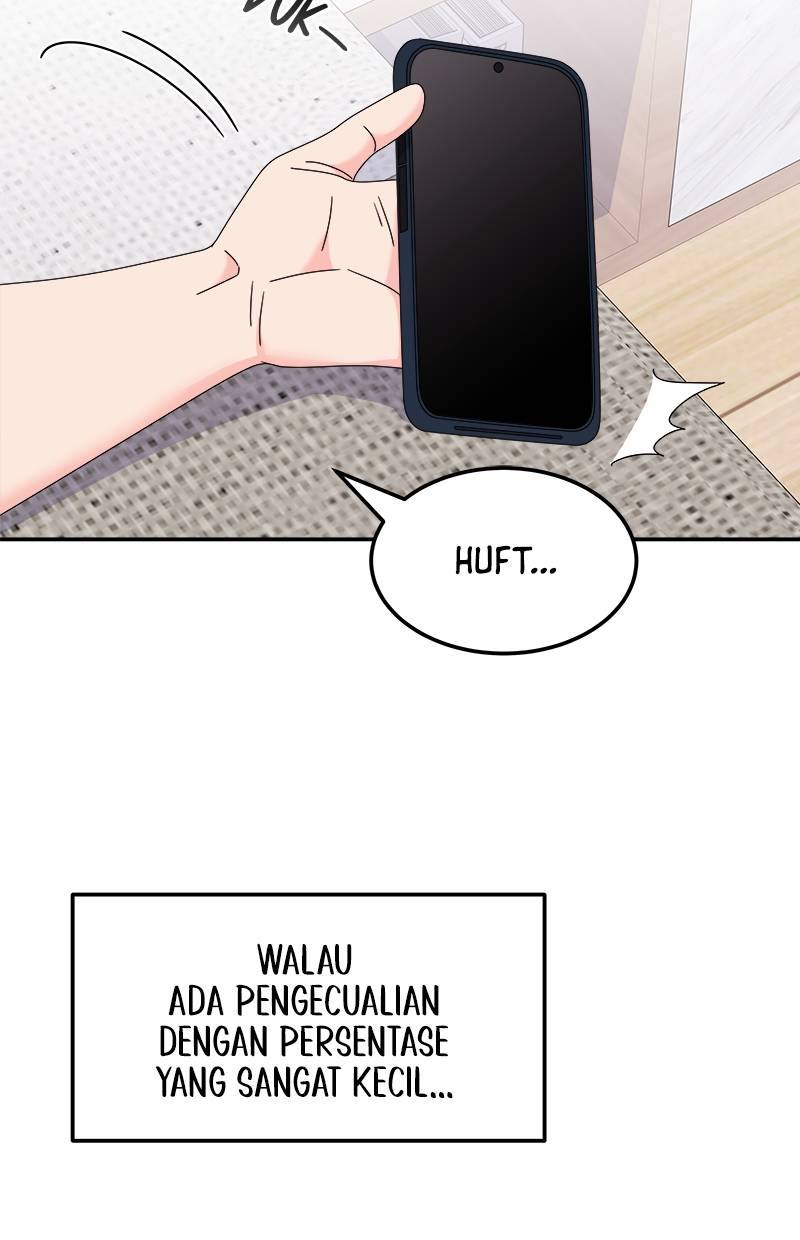 HUFT...
WALAU
ADA PENGECUALIAN
DENGAN PERSENTASE
YANG SANGAT KECIL...